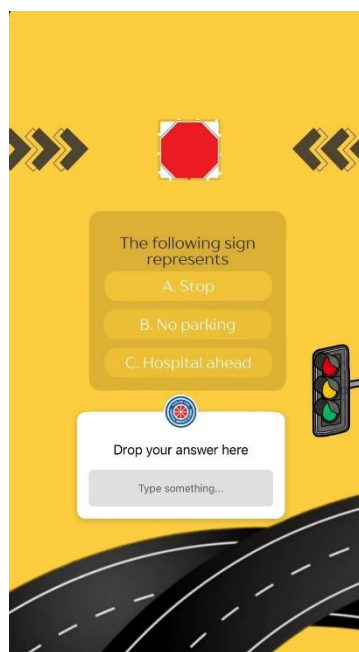 The following sign
represents
A. Stop
B. No parking
C. Hospital ahead
Drop your answer here
Type something...